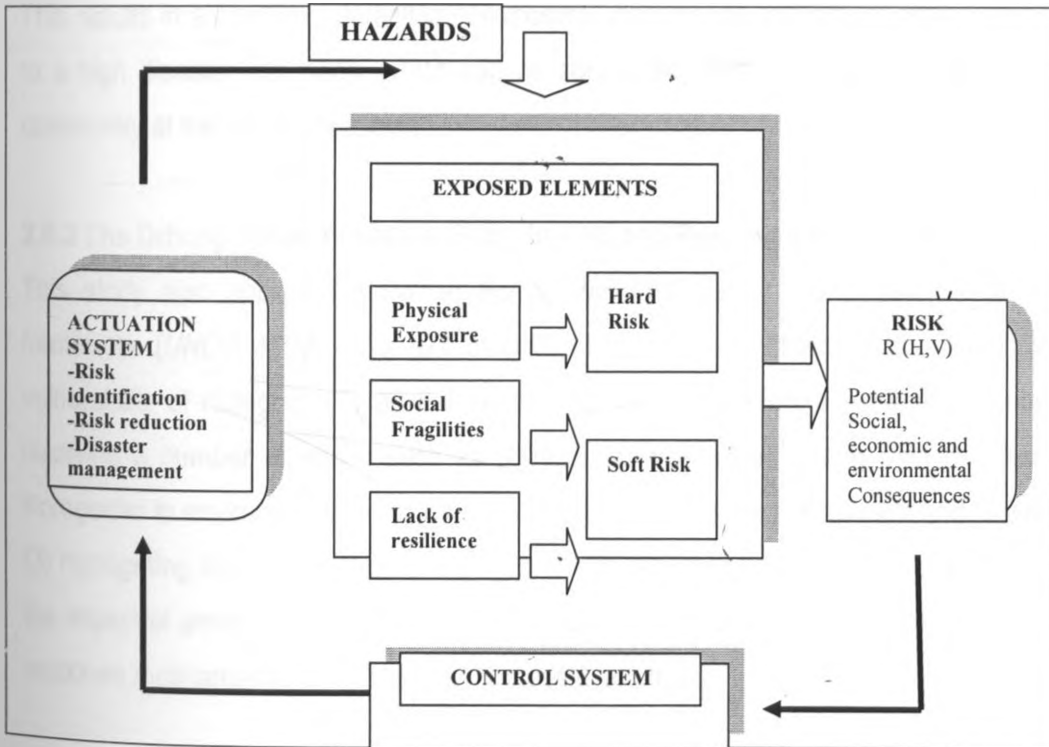 HAZARDS
EXPOSED ELEMENTS
Physical
Exposure
Hard
Risk
Social
Fragilities
Soft Risk
Lack of
resilience
ACTUATION
SYSTEM
-Risk
identification
-Risk reduction
-Disaster
management
RISK
R (H,V)
Potential
Social,
economic and
environmental
Consequences
CONTROL SYSTEM